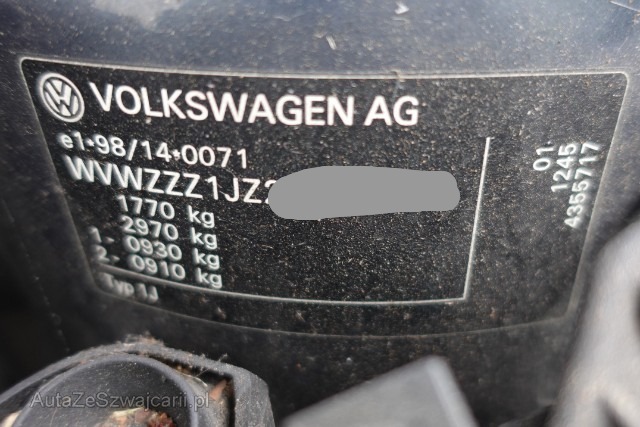 VOLKSWAGEN AG
e1*98/14*0071
WVWZZZ1JZ
1770 kg
2970 kg
1- 0930 kg
2- 0910 kg
Typ 1J
01
1245
4355717
AutaZeSzwajcarii.pl